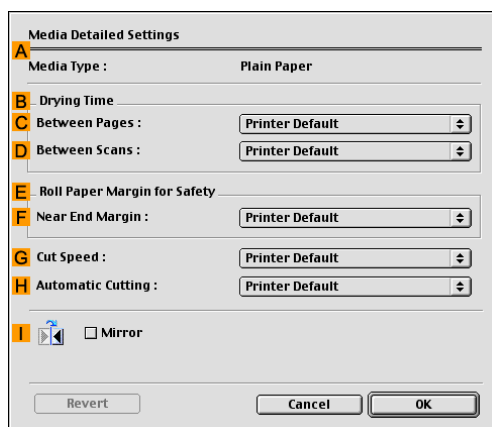 Media Detailed Settings
A
Media Type : Plain Paper
B Drying Time
C Between Pages : Printer Default
D Between Scans : Printer Default
E Roll Paper Margin for Safety
F Near End Margin : Printer Default
G Cut Speed : Printer Default
H Automatic Cutting : Printer Default
I Mirror
Revert Cancel OK